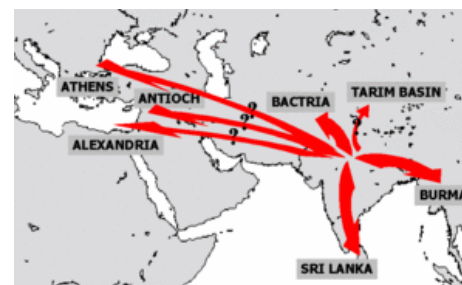 ATHENS
ANTIOCH
ALEXANDRIA
?
?
?
BACTRIA
TARIM BASIN
?
BURMA
SRI LANKA